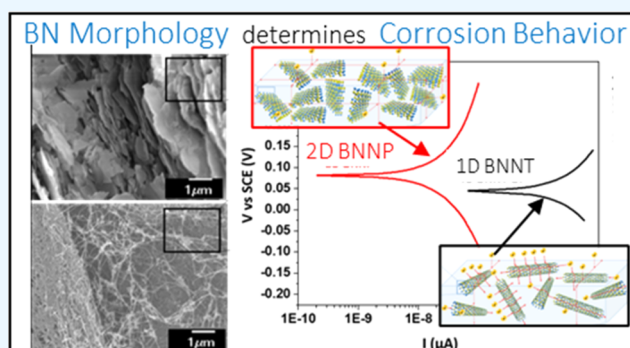 BN Morphology determines Corrosion Behavior
1μm
1μm
2D BNNP
1D BNNT
V vs SCE (V)
0.15
0.10
0.05
0.00
-0.05
-0.10
-0.15
-0.20
1E-10
1E-9
1E-8
I (μA)